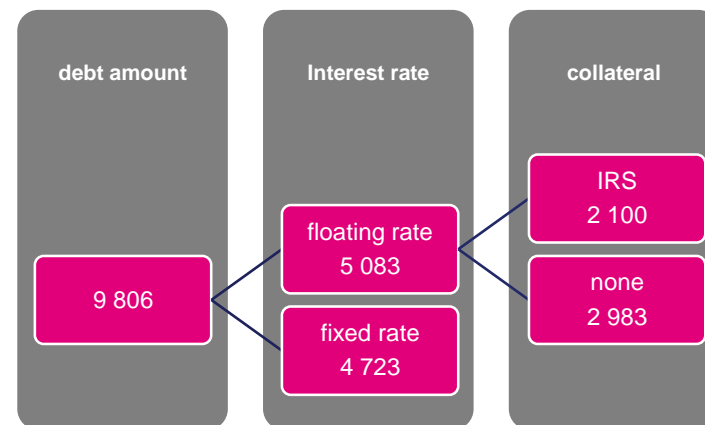 debt amount
Interest rate
collateral
IRS
2 100
floating rate
5 083
none
2 983
9 806
fixed rate
4 723